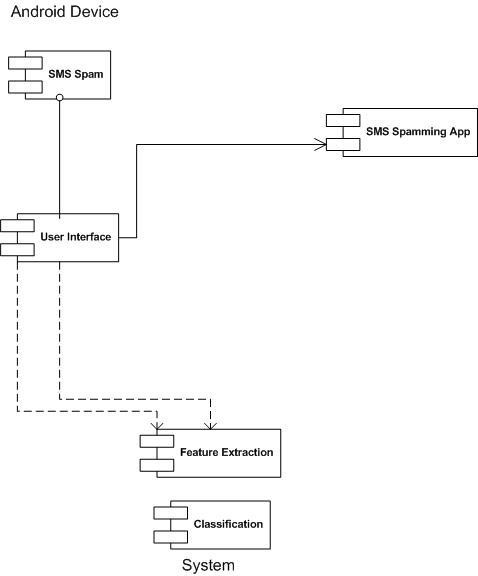 Android Device
SMS Spam
SMS Spamming App
User Interface
Feature Extraction
Classification
System